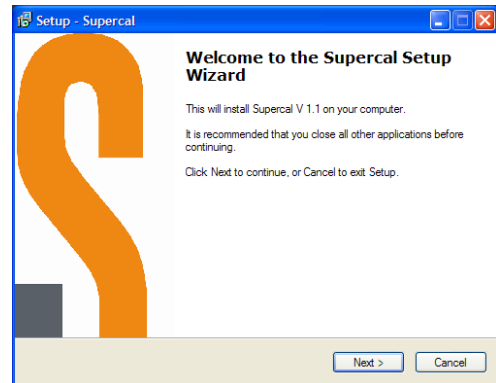 Setup - Supercal
Welcome to the Supercal Setup
Wizard
This will install Supercal V 1.1 on your computer.
It is recommended that you close all other applications before
continuing.
Click Next to continue, or Cancel to exit Setup.
Next >
Cancel